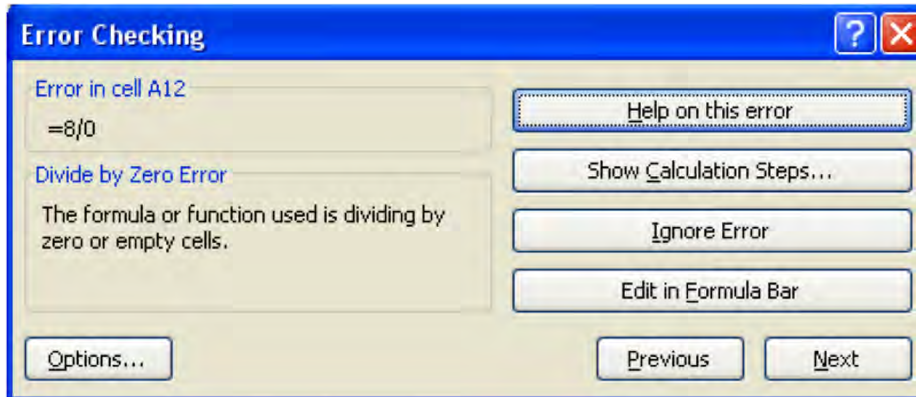 Error Checking
Error in cell A12
=8/0
Divide by Zero Error
The formula or function used is dividing by
zero or empty cells.
Help on this error
Show Calculation Steps...
Ignore Error
Edit in Formula Bar
Options...
Previous
Next